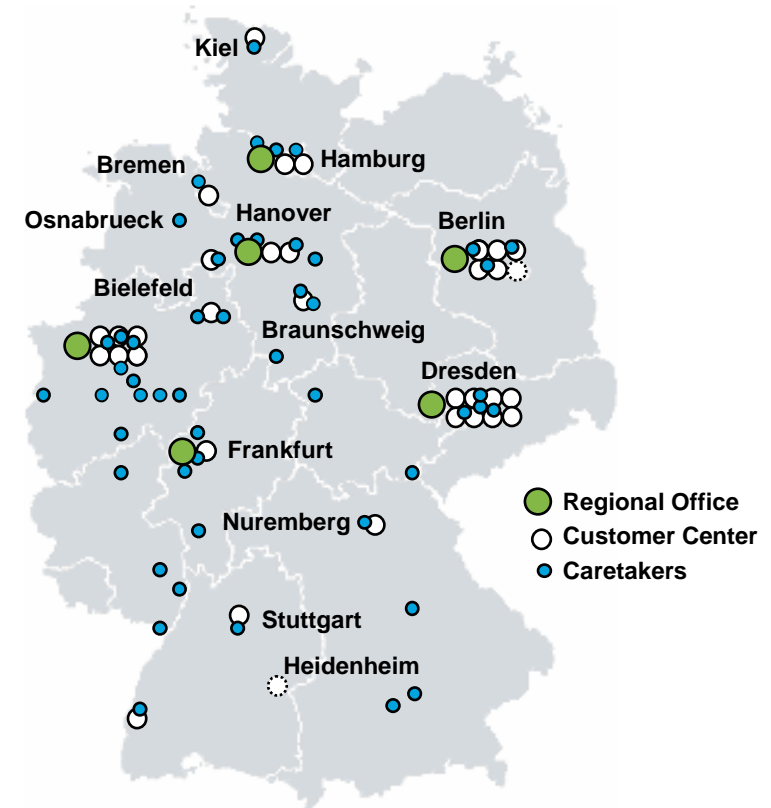 Kiel
Hamburg
Bremen
Hanover
Osnabrueck
Berlin
Bielefeld
Braunschweig
Dresden
Frankfurt
Regional Office
Nuremberg
Customer Center
Caretakers
Stuttgart
Heidenheim